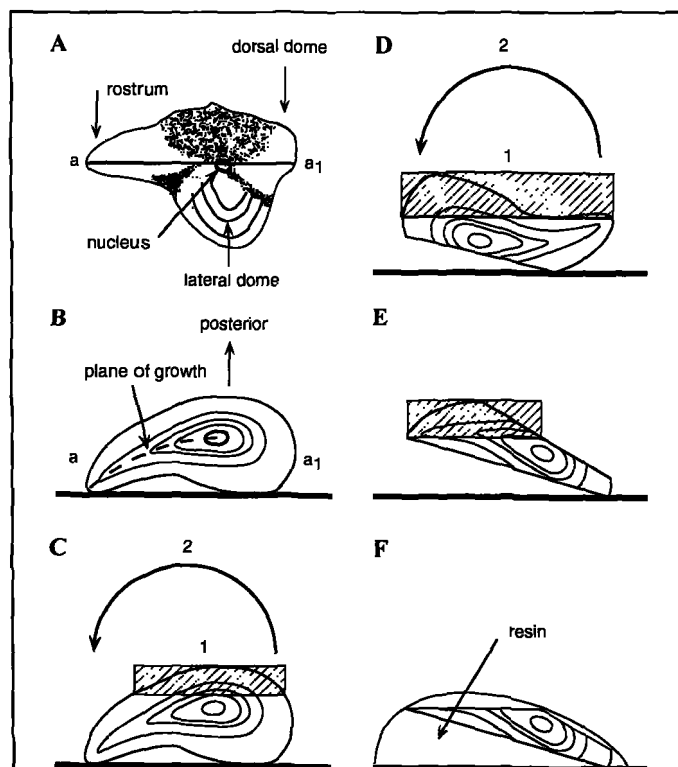 A
dorsal dome
rostrum
a
a1
nucleus
lateral dome
B
posterior
plane of growth
a
a1
C
2
1
D
2
1
E
F
resin